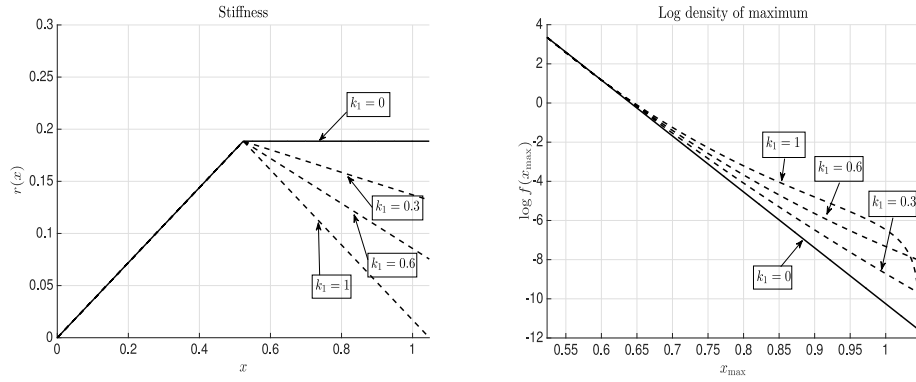 Stiffness
0.3
0.25
0.2
0.15
0.1
0.05
0
r(x)
k₁ = 0
k₁ = 0.3
k₁ = 0.6
k₁ = 1
0 0.2 0.4 0.6 0.8 1
x
Log density of maximum
4
2
0
-2
-4
-6
-8
-10
-12
log f(xₘₐₓ)
k₁ = 1
k₁ = 0.6
k₁ = 0.3
k₁ = 0
0.55 0.6 0.65 0.7 0.75 0.8 0.85 0.9 0.95 1
xₘₐₓ